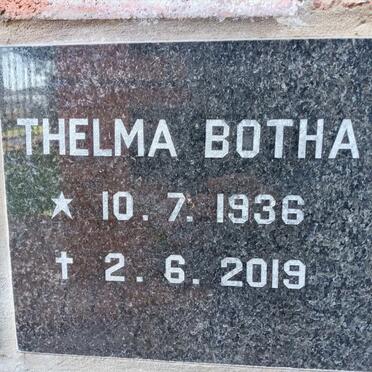 THELMA BOTHA
★ 10.7.1936
† 2.6.2019